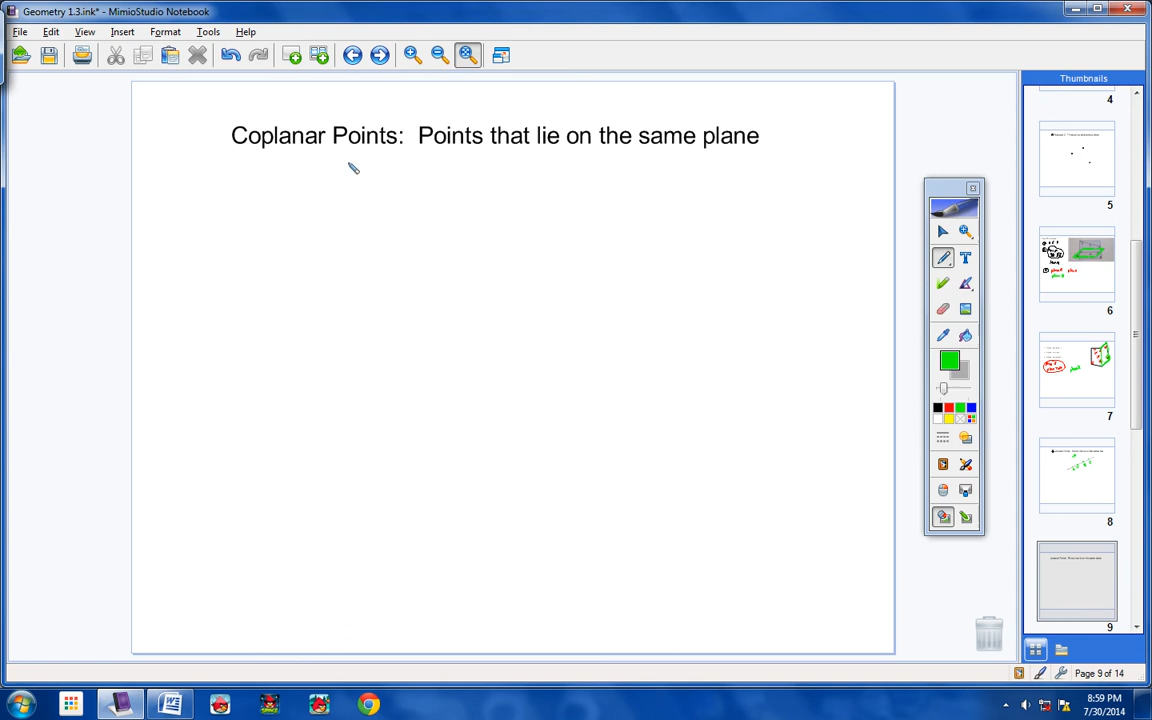 Geometry 1.3.ink* - MimioStudio Notebook
File Edit View Insert Format Tools Help
Thumbnails
Coplanar Points: Points that lie on the same plane
4
5
6
7
8
9
Page 9 of 14
8:59 PM
7/30/2014